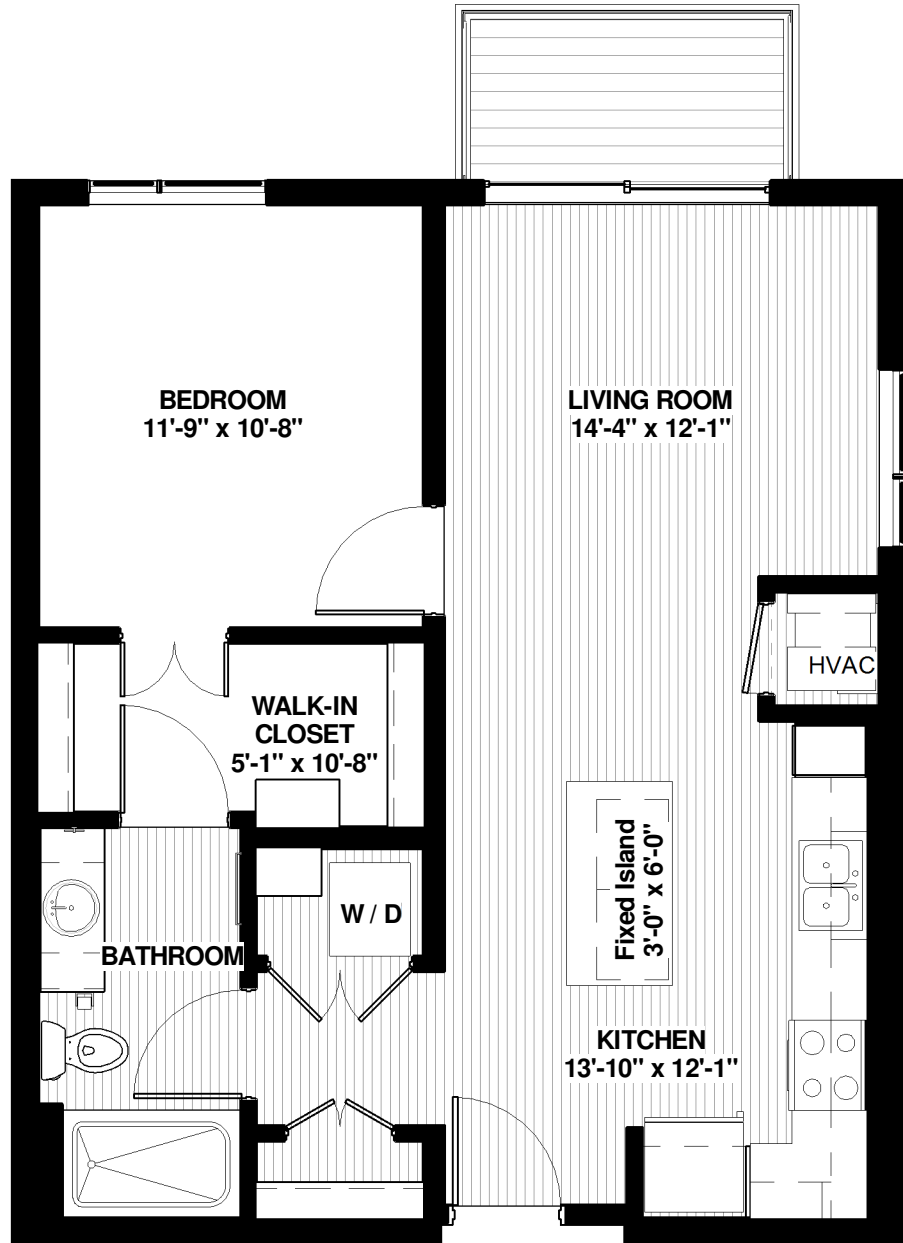 BEDROOM
11'-9" x 10'-8"
LIVING ROOM
14'-4" x 12'-1"
HVAC
WALK-IN
CLOSET
5'-1" x 10'-8"
Fixed Island
3'-0" x 6'-0"
W / D
BATHROOM
KITCHEN
13'-10" x 12'-1"